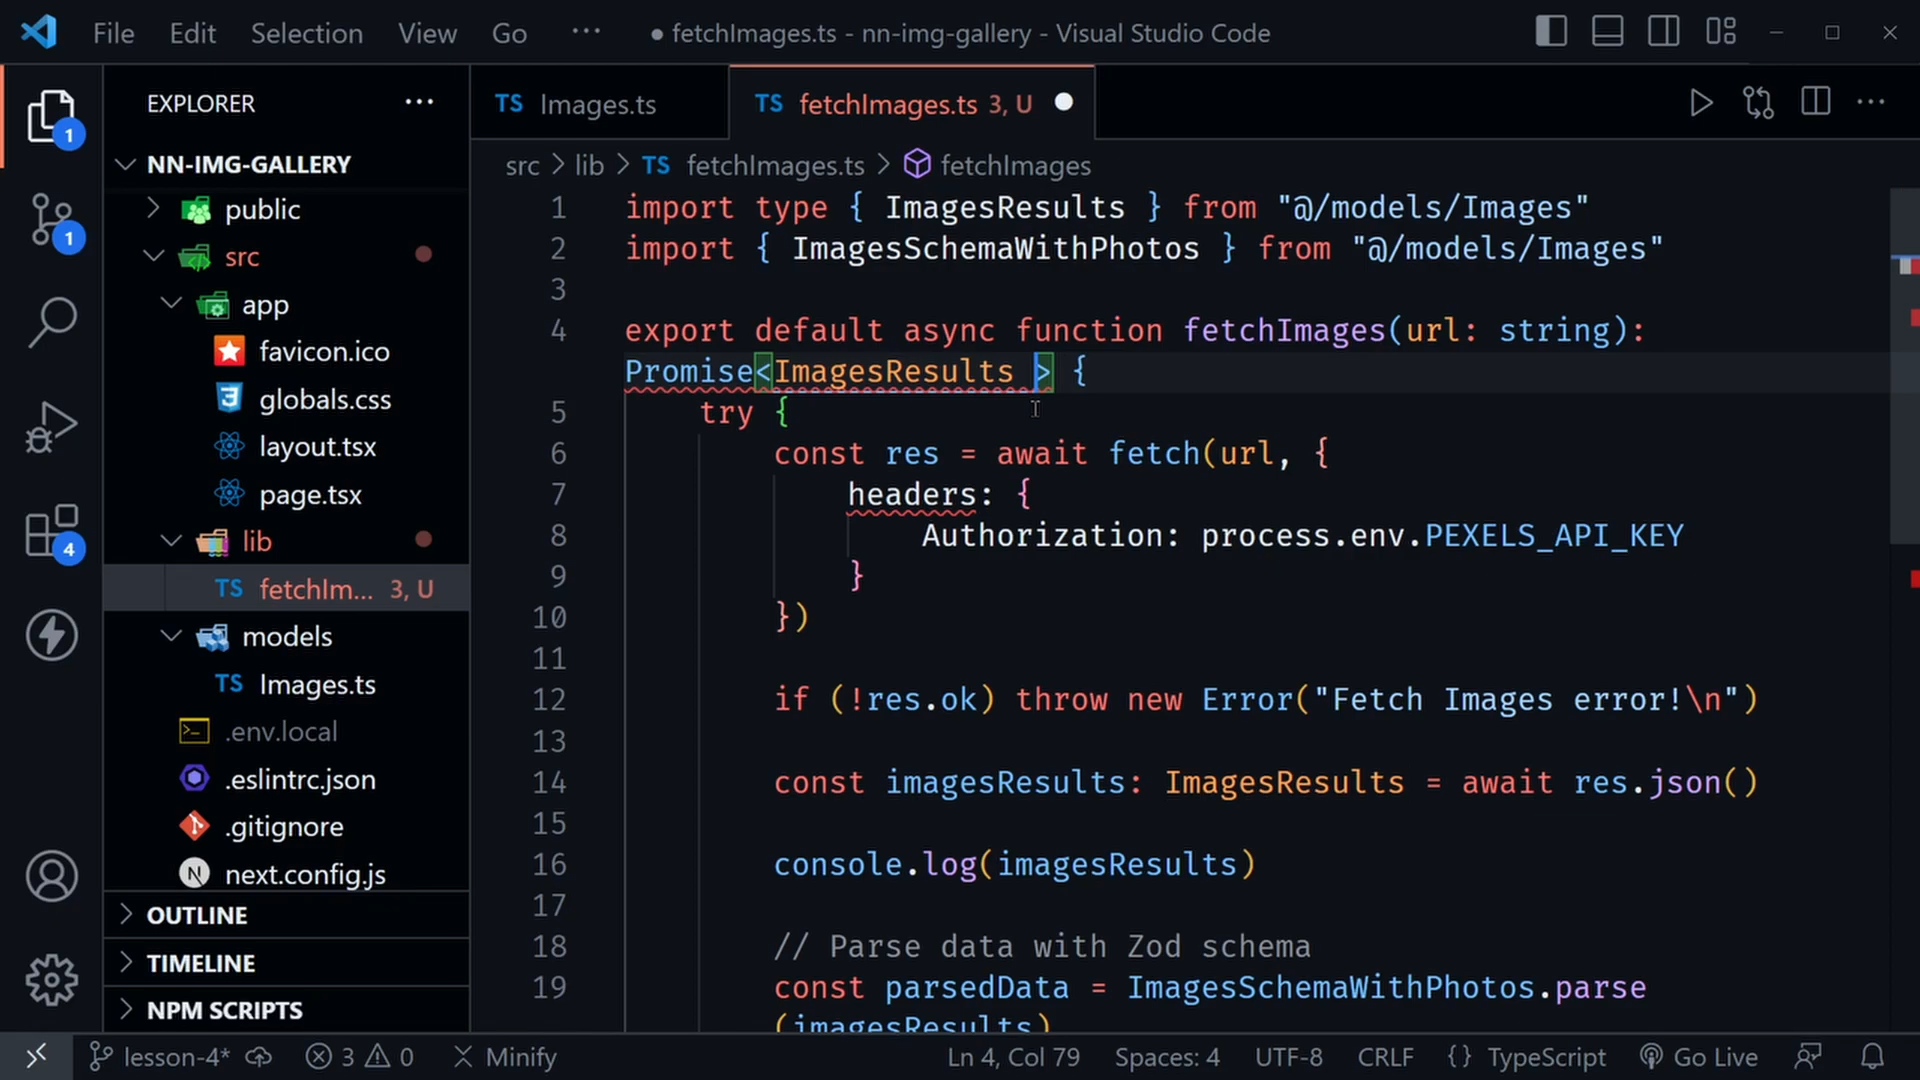 File Edit Selection View Go ··· ● fetchImages.ts - nn-img-gallery - Visual Studio Code
EXPLORER ···
TS Images.ts
TS fetchImages.ts 3, U
NN-IMG-GALLERY
public
src
app
favicon.ico
globals.css
layout.tsx
page.tsx
lib
TS fetchIm... 3, U
models
TS Images.ts
.env.local
.eslintrc.json
.gitignore
N next.config.js
OUTLINE
TIMELINE
NPM SCRIPTS
1
1
4
src > lib > TS fetchImages.ts > fetchImages
1 import type { ImagesResults } from "@/models/Images"
2 import { ImagesSchemaWithPhotos } from "@/models/Images"
3
4 export default async function fetchImages(url: string):
Promise<ImagesResults > {
5 try {
6 const res = await fetch(url, {
7 headers: {
8 Authorization: process.env.PEXELS_API_KEY
9 }
10 })
11
12 if (!res.ok) throw new Error("Fetch Images error!\n")
13
14 const imagesResults: ImagesResults = await res.json()
15
16 console.log(imagesResults)
17
18 // Parse data with Zod schema
19 const parsedData = ImagesSchemaWithPhotos.parse
(imagesResults)
lesson-4* 3 0 Minify Ln 4, Col 79 Spaces: 4 UTF-8 CRLF { } TypeScript Go Live